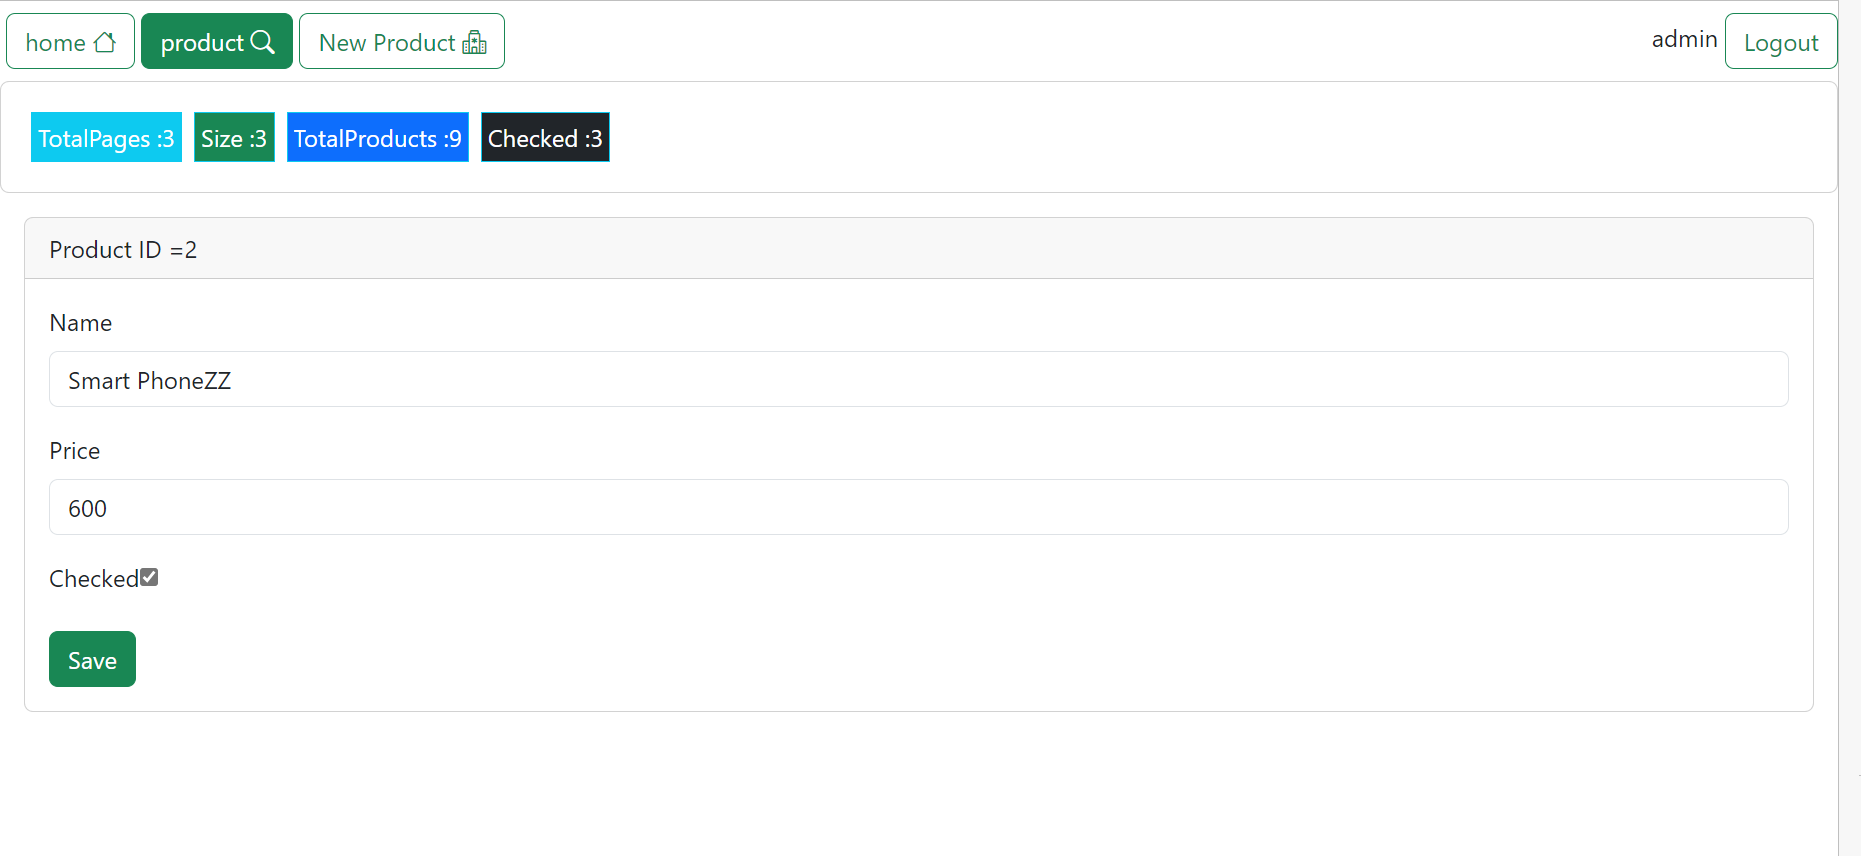 home product New Product admin Logout
TotalPages :3 Size :3 TotalProducts :9 Checked :3
Product ID =2
Name
Smart PhoneZZ
Price
600
Checked
Save